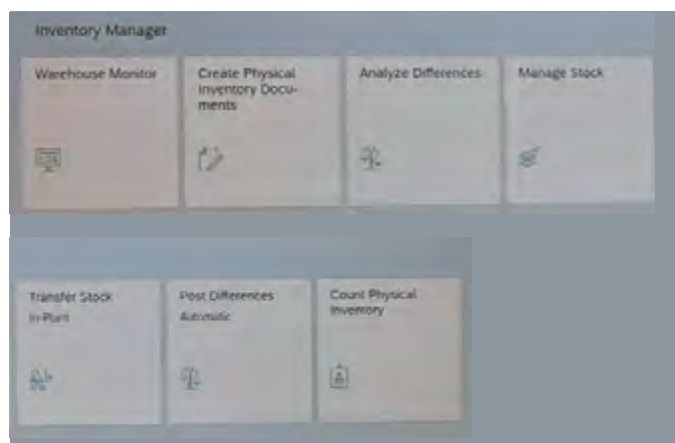 Inventory Manager
Warehouse Monitor
Create Physical
Inventory Docu-
ments
Analyze Differences
Manage Stock
Transfer Stock
In-Plant
Post Differences
Automatic
Count Physical
Inventory